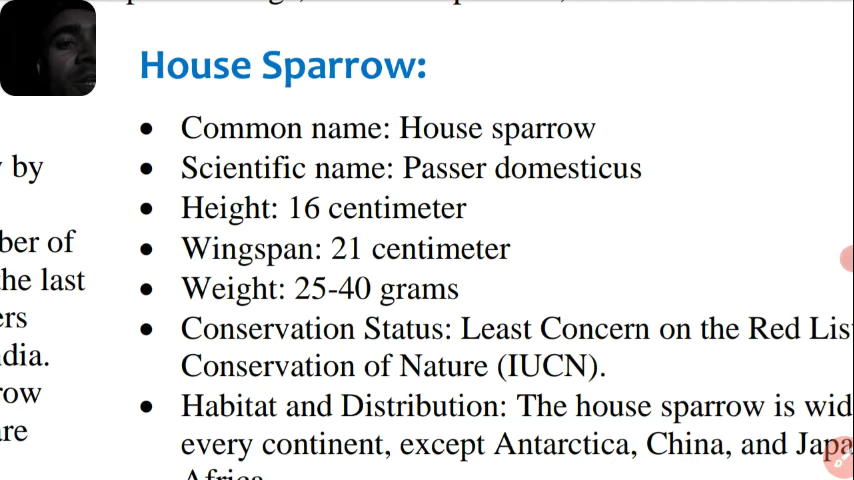 House Sparrow:
• Common name: House sparrow
• Scientific name: Passer domesticus
• Height: 16 centimeter
• Wingspan: 21 centimeter
• Weight: 25-40 grams
• Conservation Status: Least Concern on the Red Lis
Conservation of Nature (IUCN).
• Habitat and Distribution: The house sparrow is wid
every continent, except Antarctica, China, and Japa
Africa
by
ber of
he last
ers
dia.
row
are